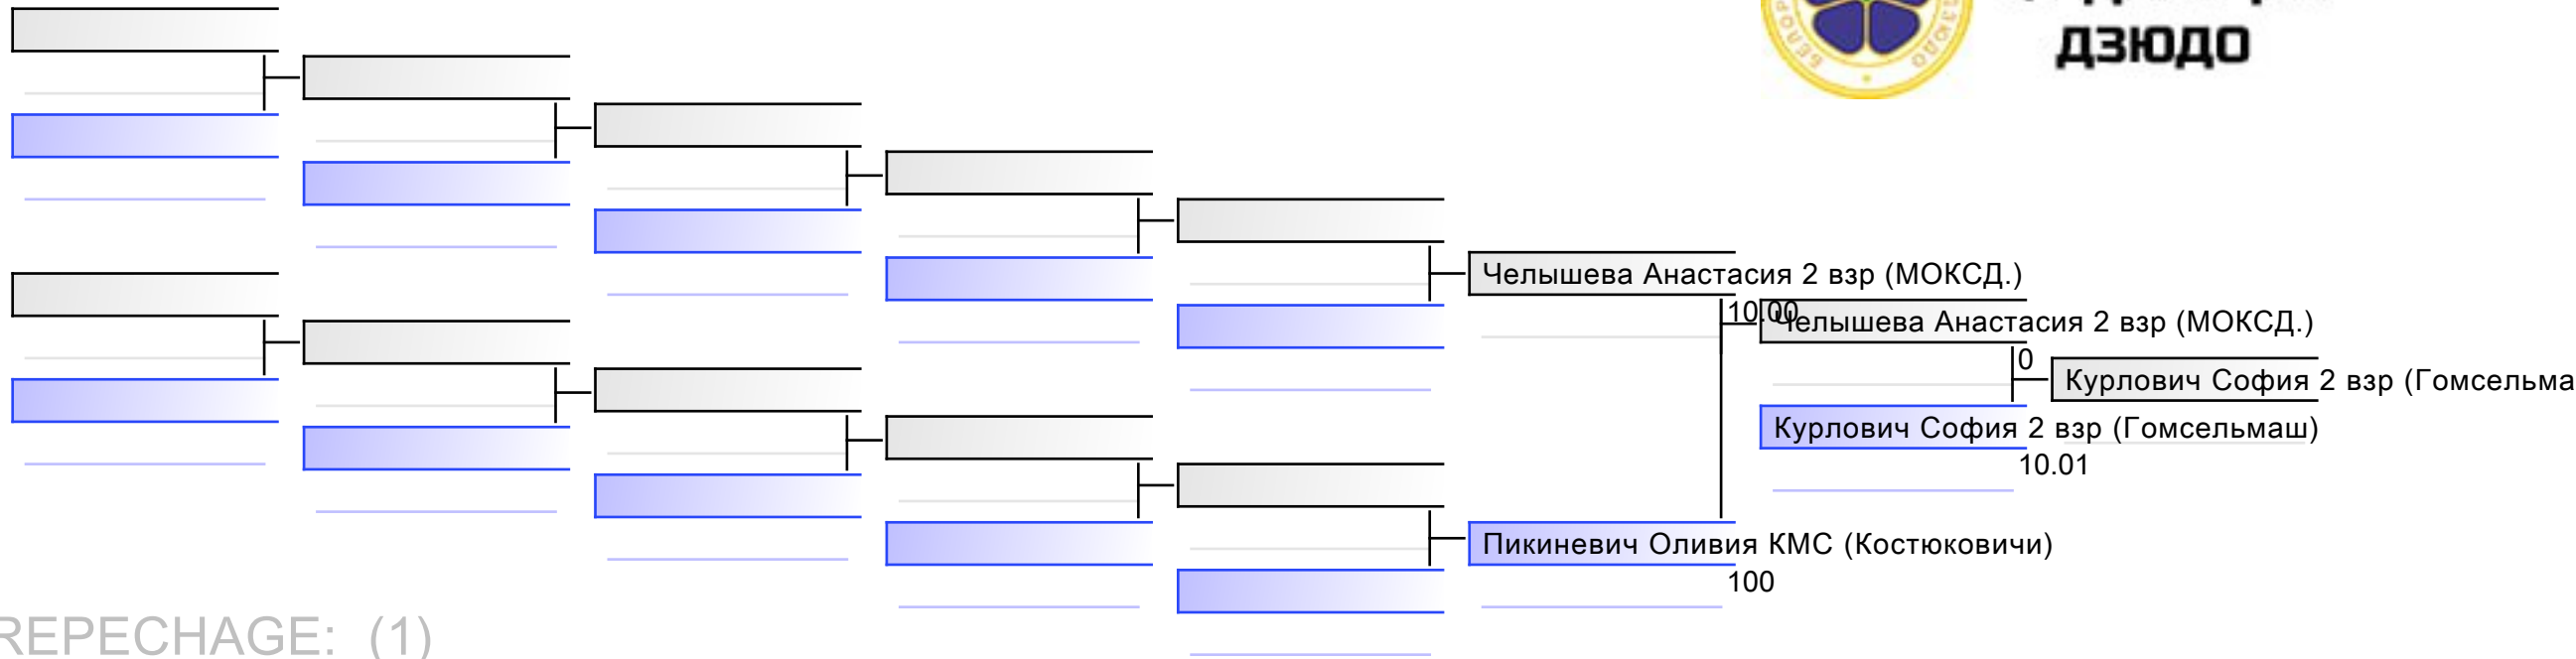 ДЗЮДО
Челышева Анастасия 2 взр (МОКСД.)
10.00
Челышева Анастасия 2 взр (МОКСД.)
0
Курлович София 2 взр (Гомсельма
Курлович София 2 взр (Гомсельмаш)
10.01
Пикиневич Оливия КМС (Костюковичи)
100
REPECHAGE: (1)